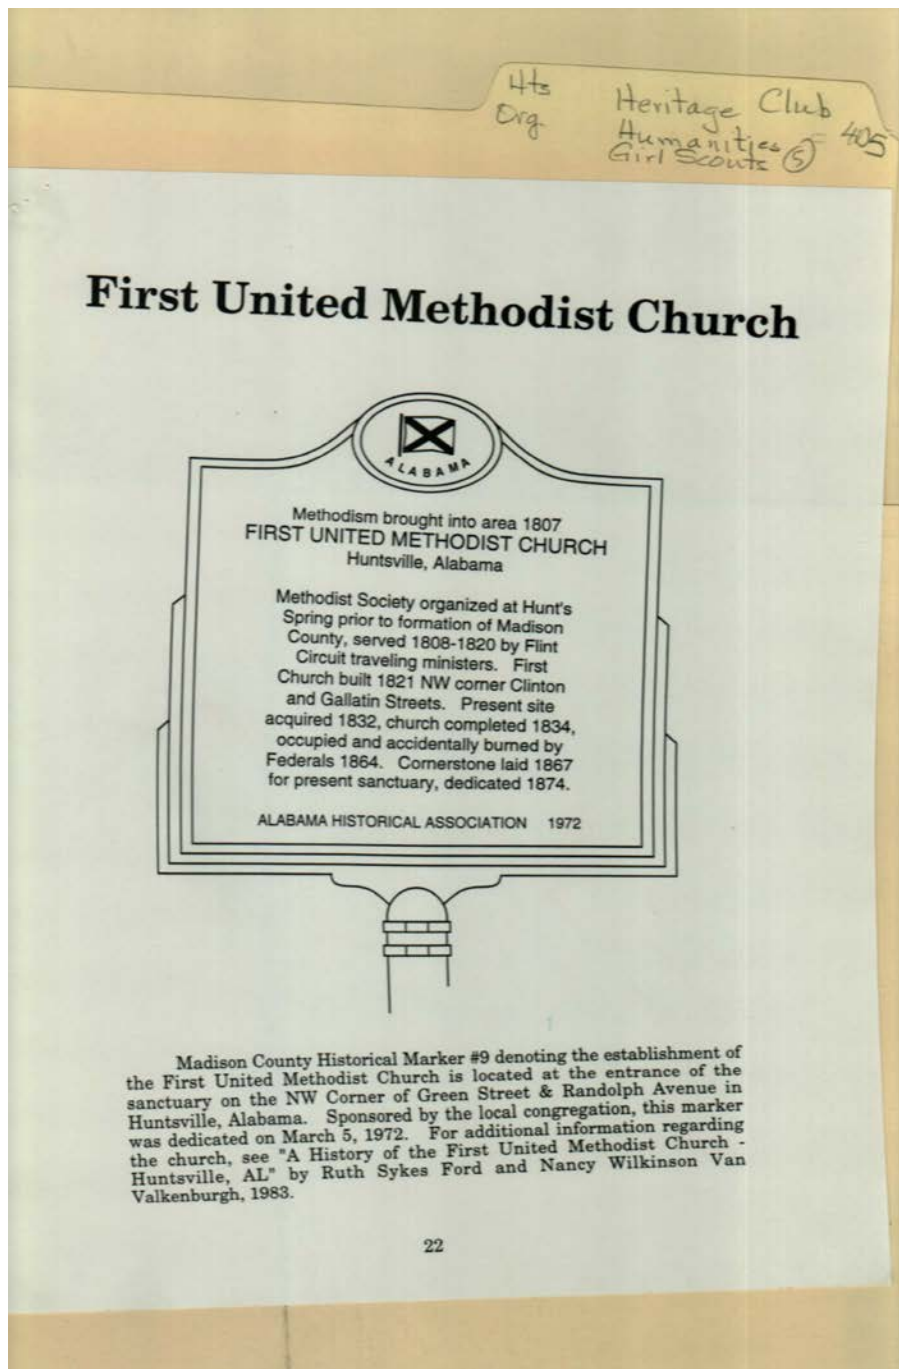 Hts Heritage Club
Org Humanities 405
Girl Scouts 5
First United Methodist Church
ALABAMA
Methodism brought into area 1807
FIRST UNITED METHODIST CHURCH
Huntsville, Alabama
Methodist Society organized at Hunt's
Spring prior to formation of Madison
County, served 1808-1820 by Flint
Circuit traveling ministers. First
Church built 1821 NW corner Clinton
and Gallatin Streets. Present site
acquired 1832, church completed 1834,
occupied and accidentally burned by
Federals 1864. Cornerstone laid 1867
for present sanctuary, dedicated 1874.
ALABAMA HISTORICAL ASSOCIATION 1972
Madison County Historical Marker #9 denoting the establishment of
the First United Methodist Church is located at the entrance of the
sanctuary on the NW Corner of Green Street & Randolph Avenue in
Huntsville, Alabama. Sponsored by the local congregation, this marker
was dedicated on March 5, 1972. For additional information regarding
the church, see "A History of the First United Methodist Church -
Huntsville, AL" by Ruth Sykes Ford and Nancy Wilkinson Van
Valkenburgh, 1983.
22